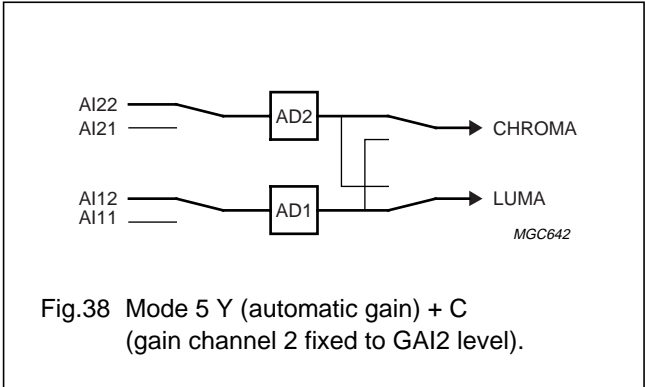 AI22
AI21
AD2
CHROMA
AI12
AI11
AD1
LUMA
MGC642
Fig.38 Mode 5 Y (automatic gain) + C
(gain channel 2 fixed to GAI2 level).